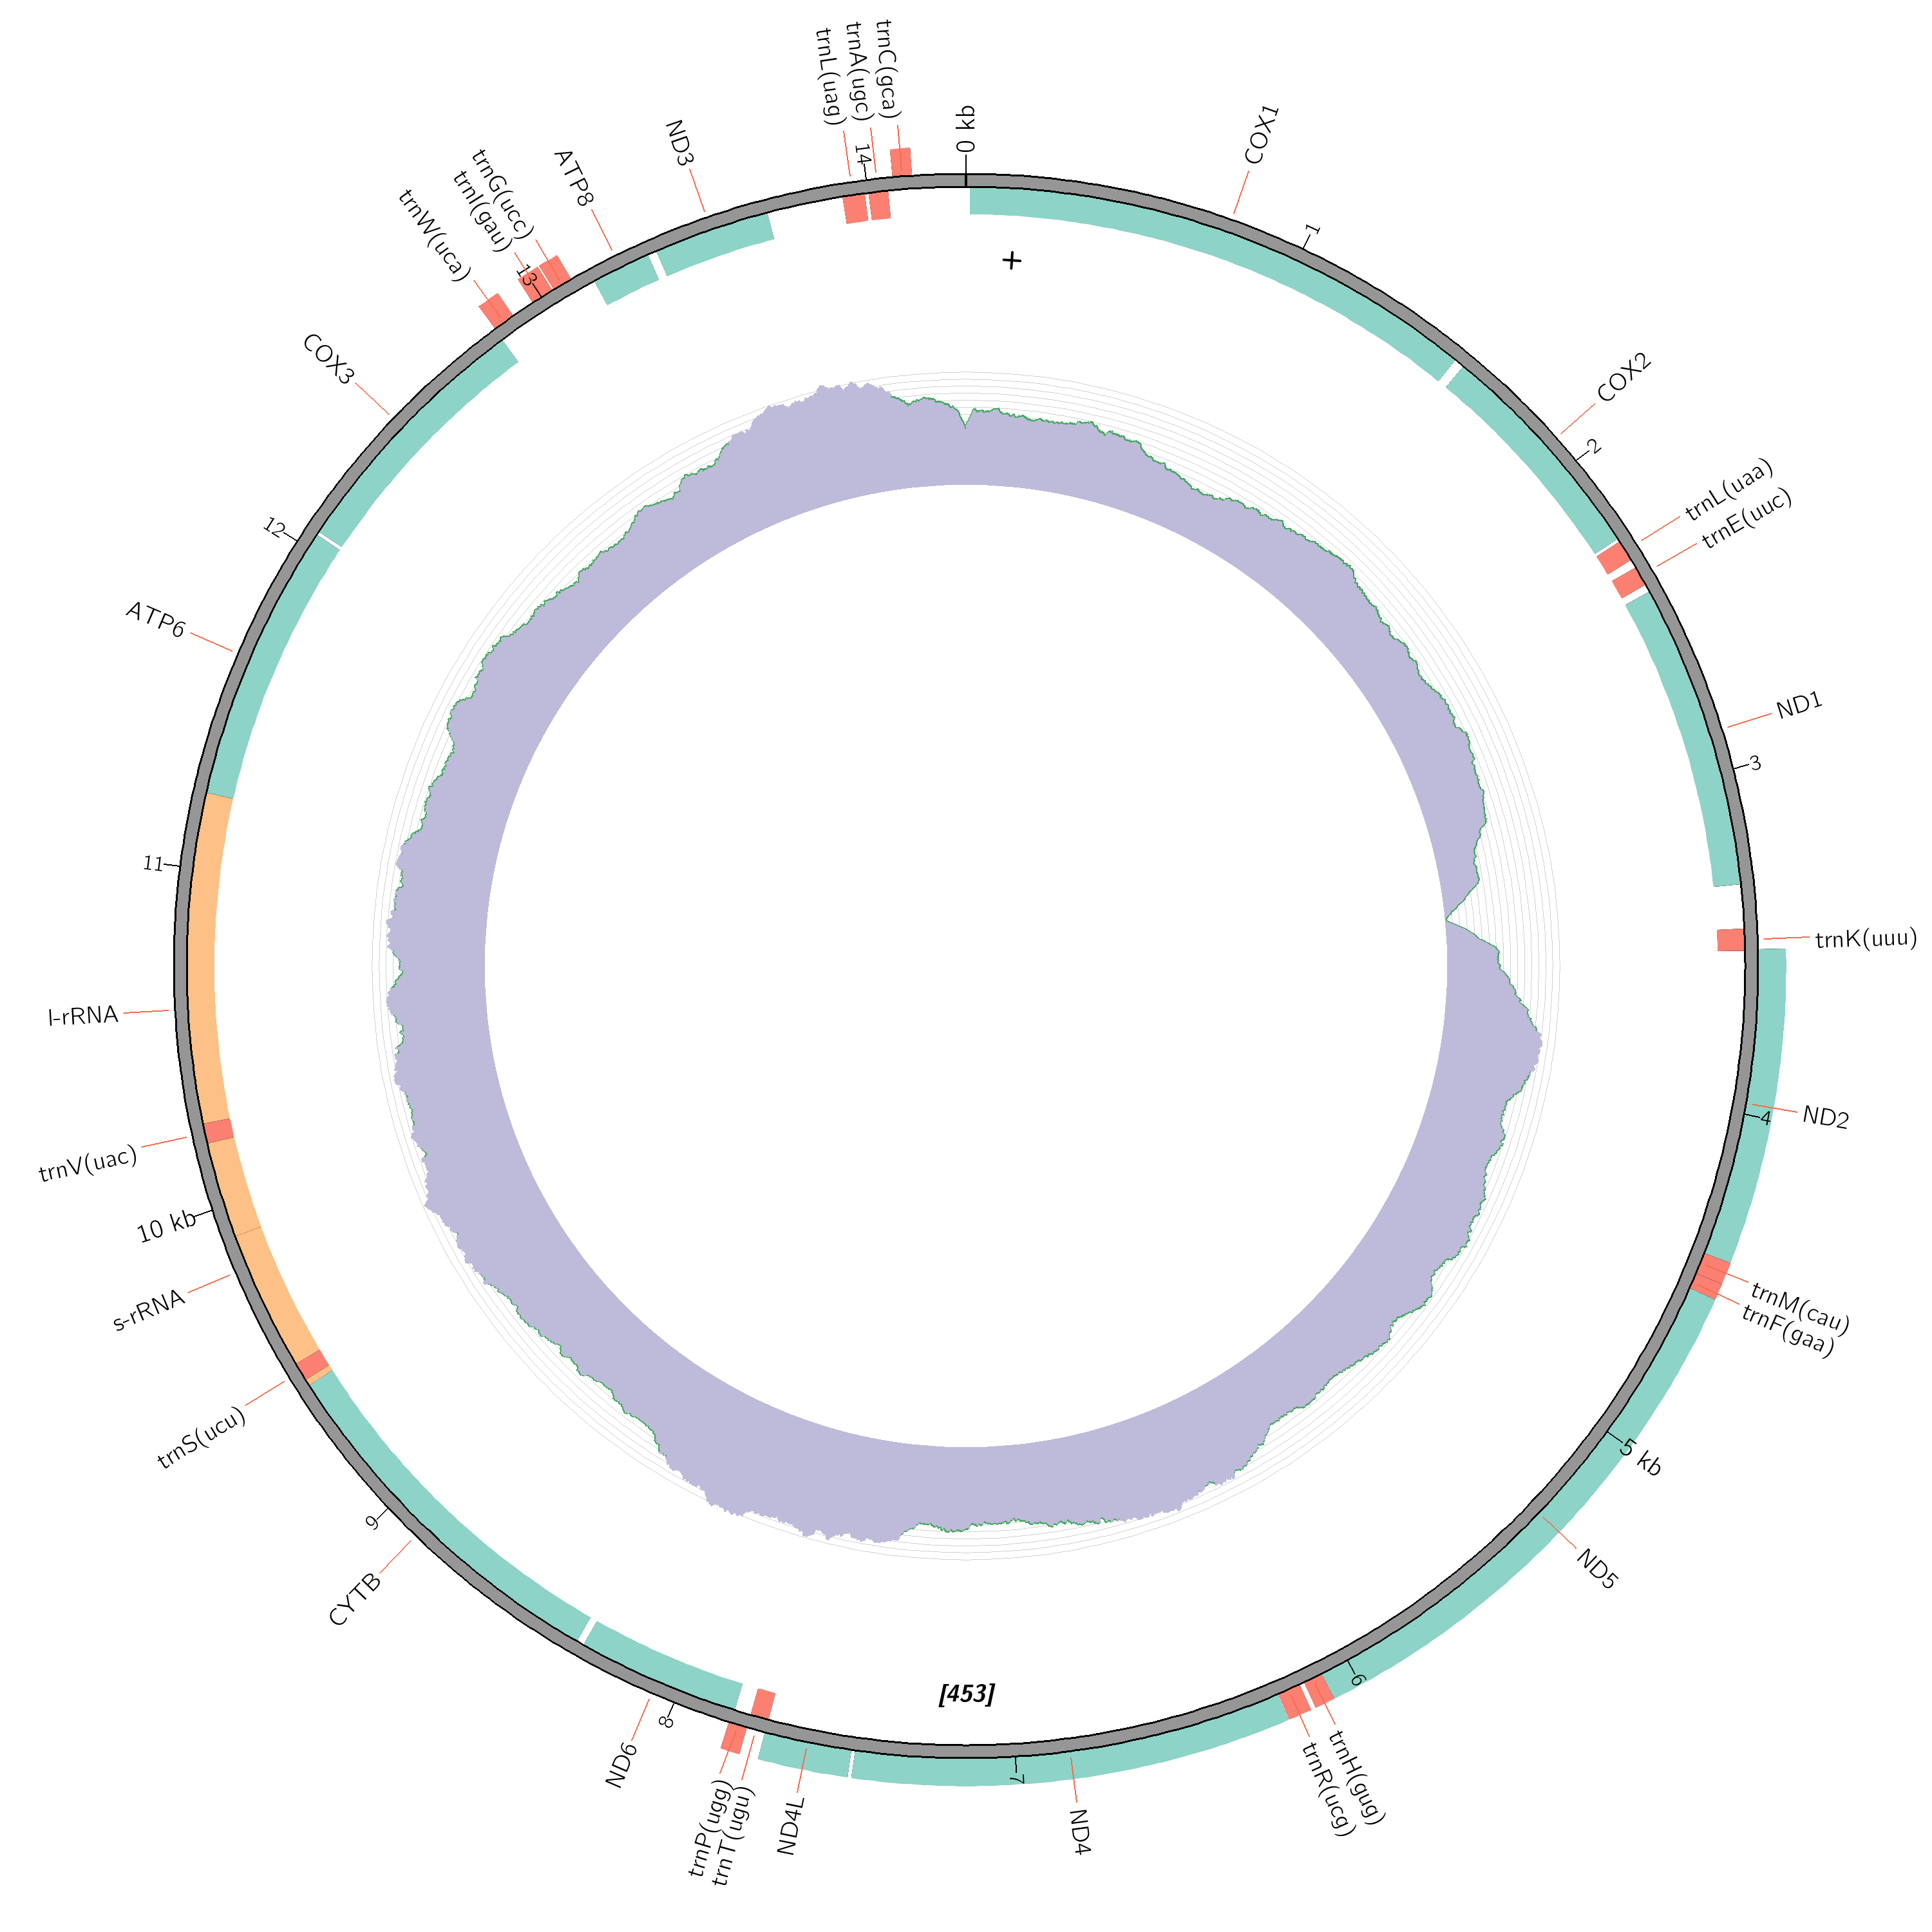 0 kb
COX1
1
COX2
2
trnL(uaa)
trnE(uuc)
ND1
3
trnK(uuu)
ND2
4
trnM(cau)
trnF(gaa)
5 kb
ND5
6
trnH(gug)
trnR(ucg)
ND4
7
ND4L
trnT(ugu)
trnP(ugg)
8
ND6
CYTB
9
trnS(ucu)
s-rRNA
10 kb
trnV(uac)
l-rRNA
11
ATP6
12
COX3
trnW(uca)
13
trnI(gau)
trnG(ucc)
ATP8
ND3
trnL(uag)
14
trnA(ugc)
trnC(gca)
+
[453]